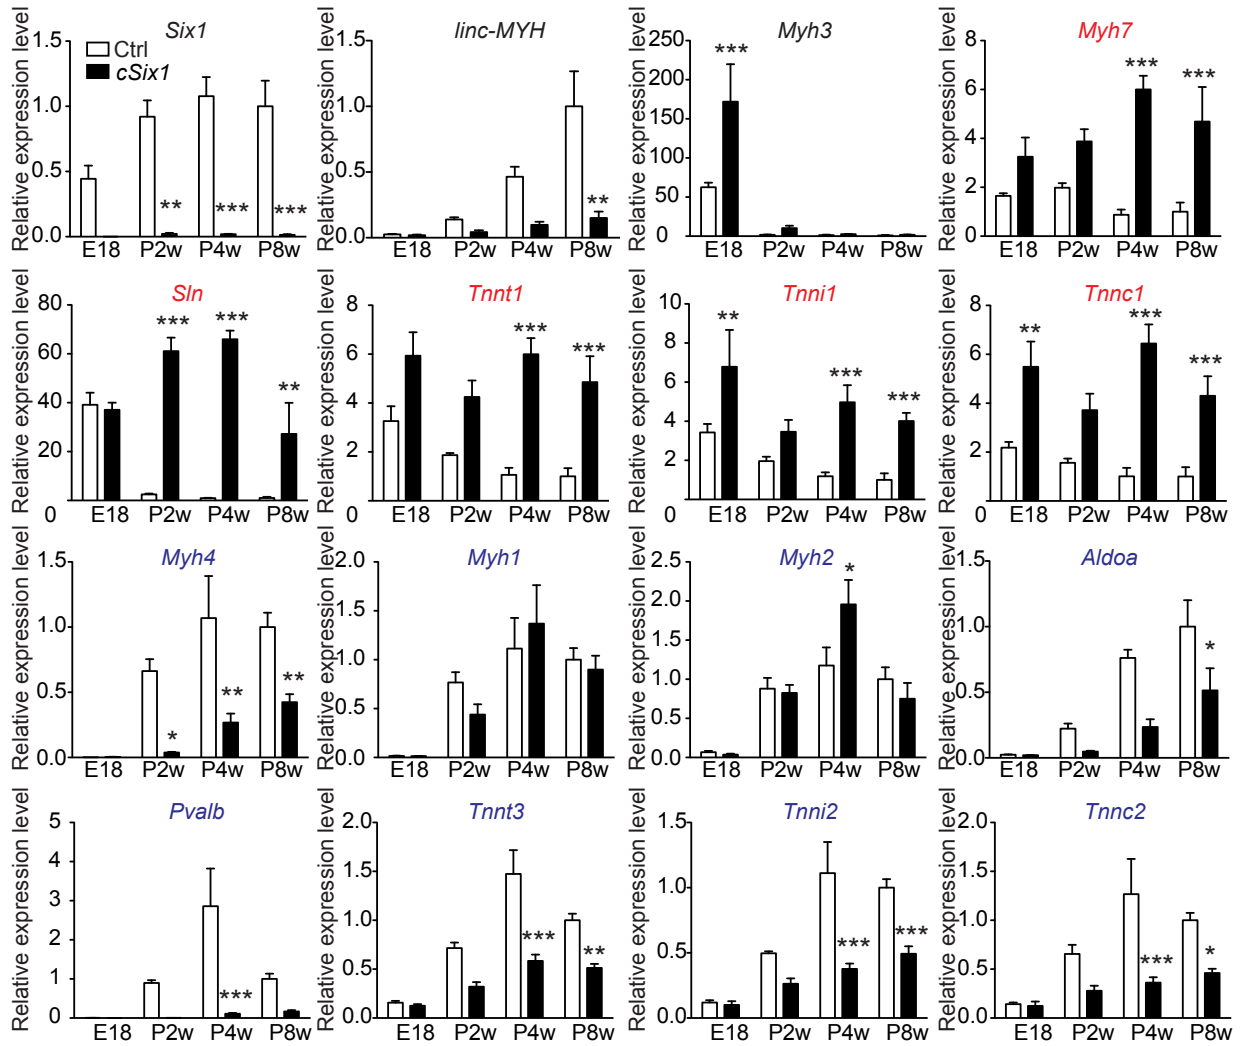 Six1
Relative expression level
1.5
1.0
0.5
0.0
Ctrl
cSix1
** *** ***
E18 P2w P4w P8w
linc-MYH
Relative expression level
1.5
1.0
0.5
0.0
**
E18 P2w P4w P8w
Myh3
Relative expression level
250
200
150
100
50
0
***
E18 P2w P4w P8w
Myh7
Relative expression level
8
6
4
2
0
*** ***
E18 P2w P4w P8w
Sln
Relative expression level
80
60
40
20
0
*** *** **
E18 P2w P4w P8w
Tnnt1
Relative expression level
8
6
4
2
0
*** ***
E18 P2w P4w P8w
Tnni1
Relative expression level
10
8
6
4
2
0
** *** ***
E18 P2w P4w P8w
Tnnc1
Relative expression level
8
6
4
2
0
** *** ***
E18 P2w P4w P8w
Myh4
Relative expression level
1.5
1.0
0.5
0.0
* ** **
E18 P2w P4w P8w
Myh1
Relative expression level
2.0
1.5
1.0
0.5
0.0
E18 P2w P4w P8w
Myh2
Relative expression level
2.5
2.0
1.5
1.0
0.5
0.0
*
E18 P2w P4w P8w
Aldoa
Relative expression level
1.5
1.0
0.5
0.0
*
E18 P2w P4w P8w
Pvalb
Relative expression level
5
4
3
2
1
0
***
E18 P2w P4w P8w
Tnnt3
Relative expression level
2.0
1.5
1.0
0.5
0.0
*** **
E18 P2w P4w P8w
Tnni2
Relative expression level
1.5
1.0
0.5
0.0
*** ***
E18 P2w P4w P8w
Tnnc2
Relative expression level
2.0
1.5
1.0
0.5
0.0
*** *
E18 P2w P4w P8w